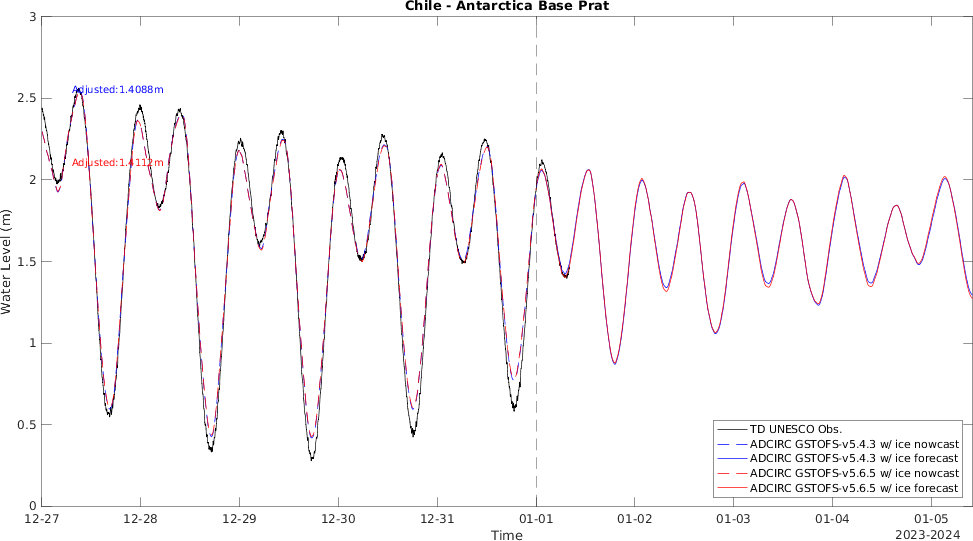 Chile - Antarctica Base Prat
3
2.5
2
1.5
1
0.5
0
Water Level (m)
Adjusted:1.4088m
Adjusted:1.4112m
TD UNESCO Obs.
ADCIRC GSTOFS-v5.4.3 w/ ice nowcast
ADCIRC GSTOFS-v5.4.3 w/ ice forecast
ADCIRC GSTOFS-v5.6.5 w/ ice nowcast
ADCIRC GSTOFS-v5.6.5 w/ ice forecast
12-27 12-28 12-29 12-30 12-31 01-01 01-02 01-03 01-04 01-05
Time
2023-2024